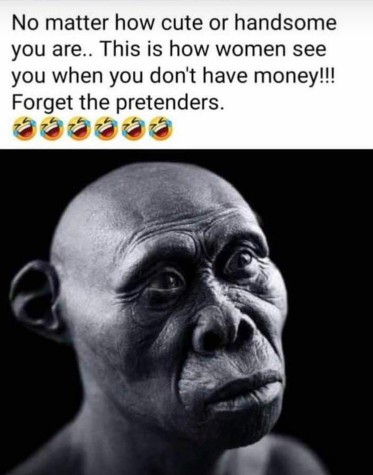 No matter how cute or handsome
you are.. This is how women see
you when you don't have money!!!
Forget the pretenders.
🤣🤣🤣🤣🤣🤣